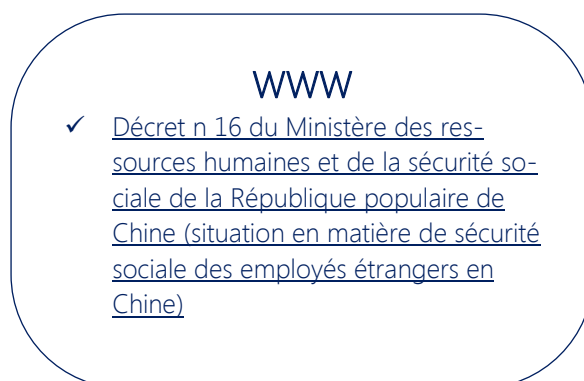 WWW
✓ Décret n 16 du Ministère des res-
sources humaines et de la sécurité so-
ciale de la République populaire de
Chine (situation en matière de sécurité
sociale des employés étrangers en
Chine)